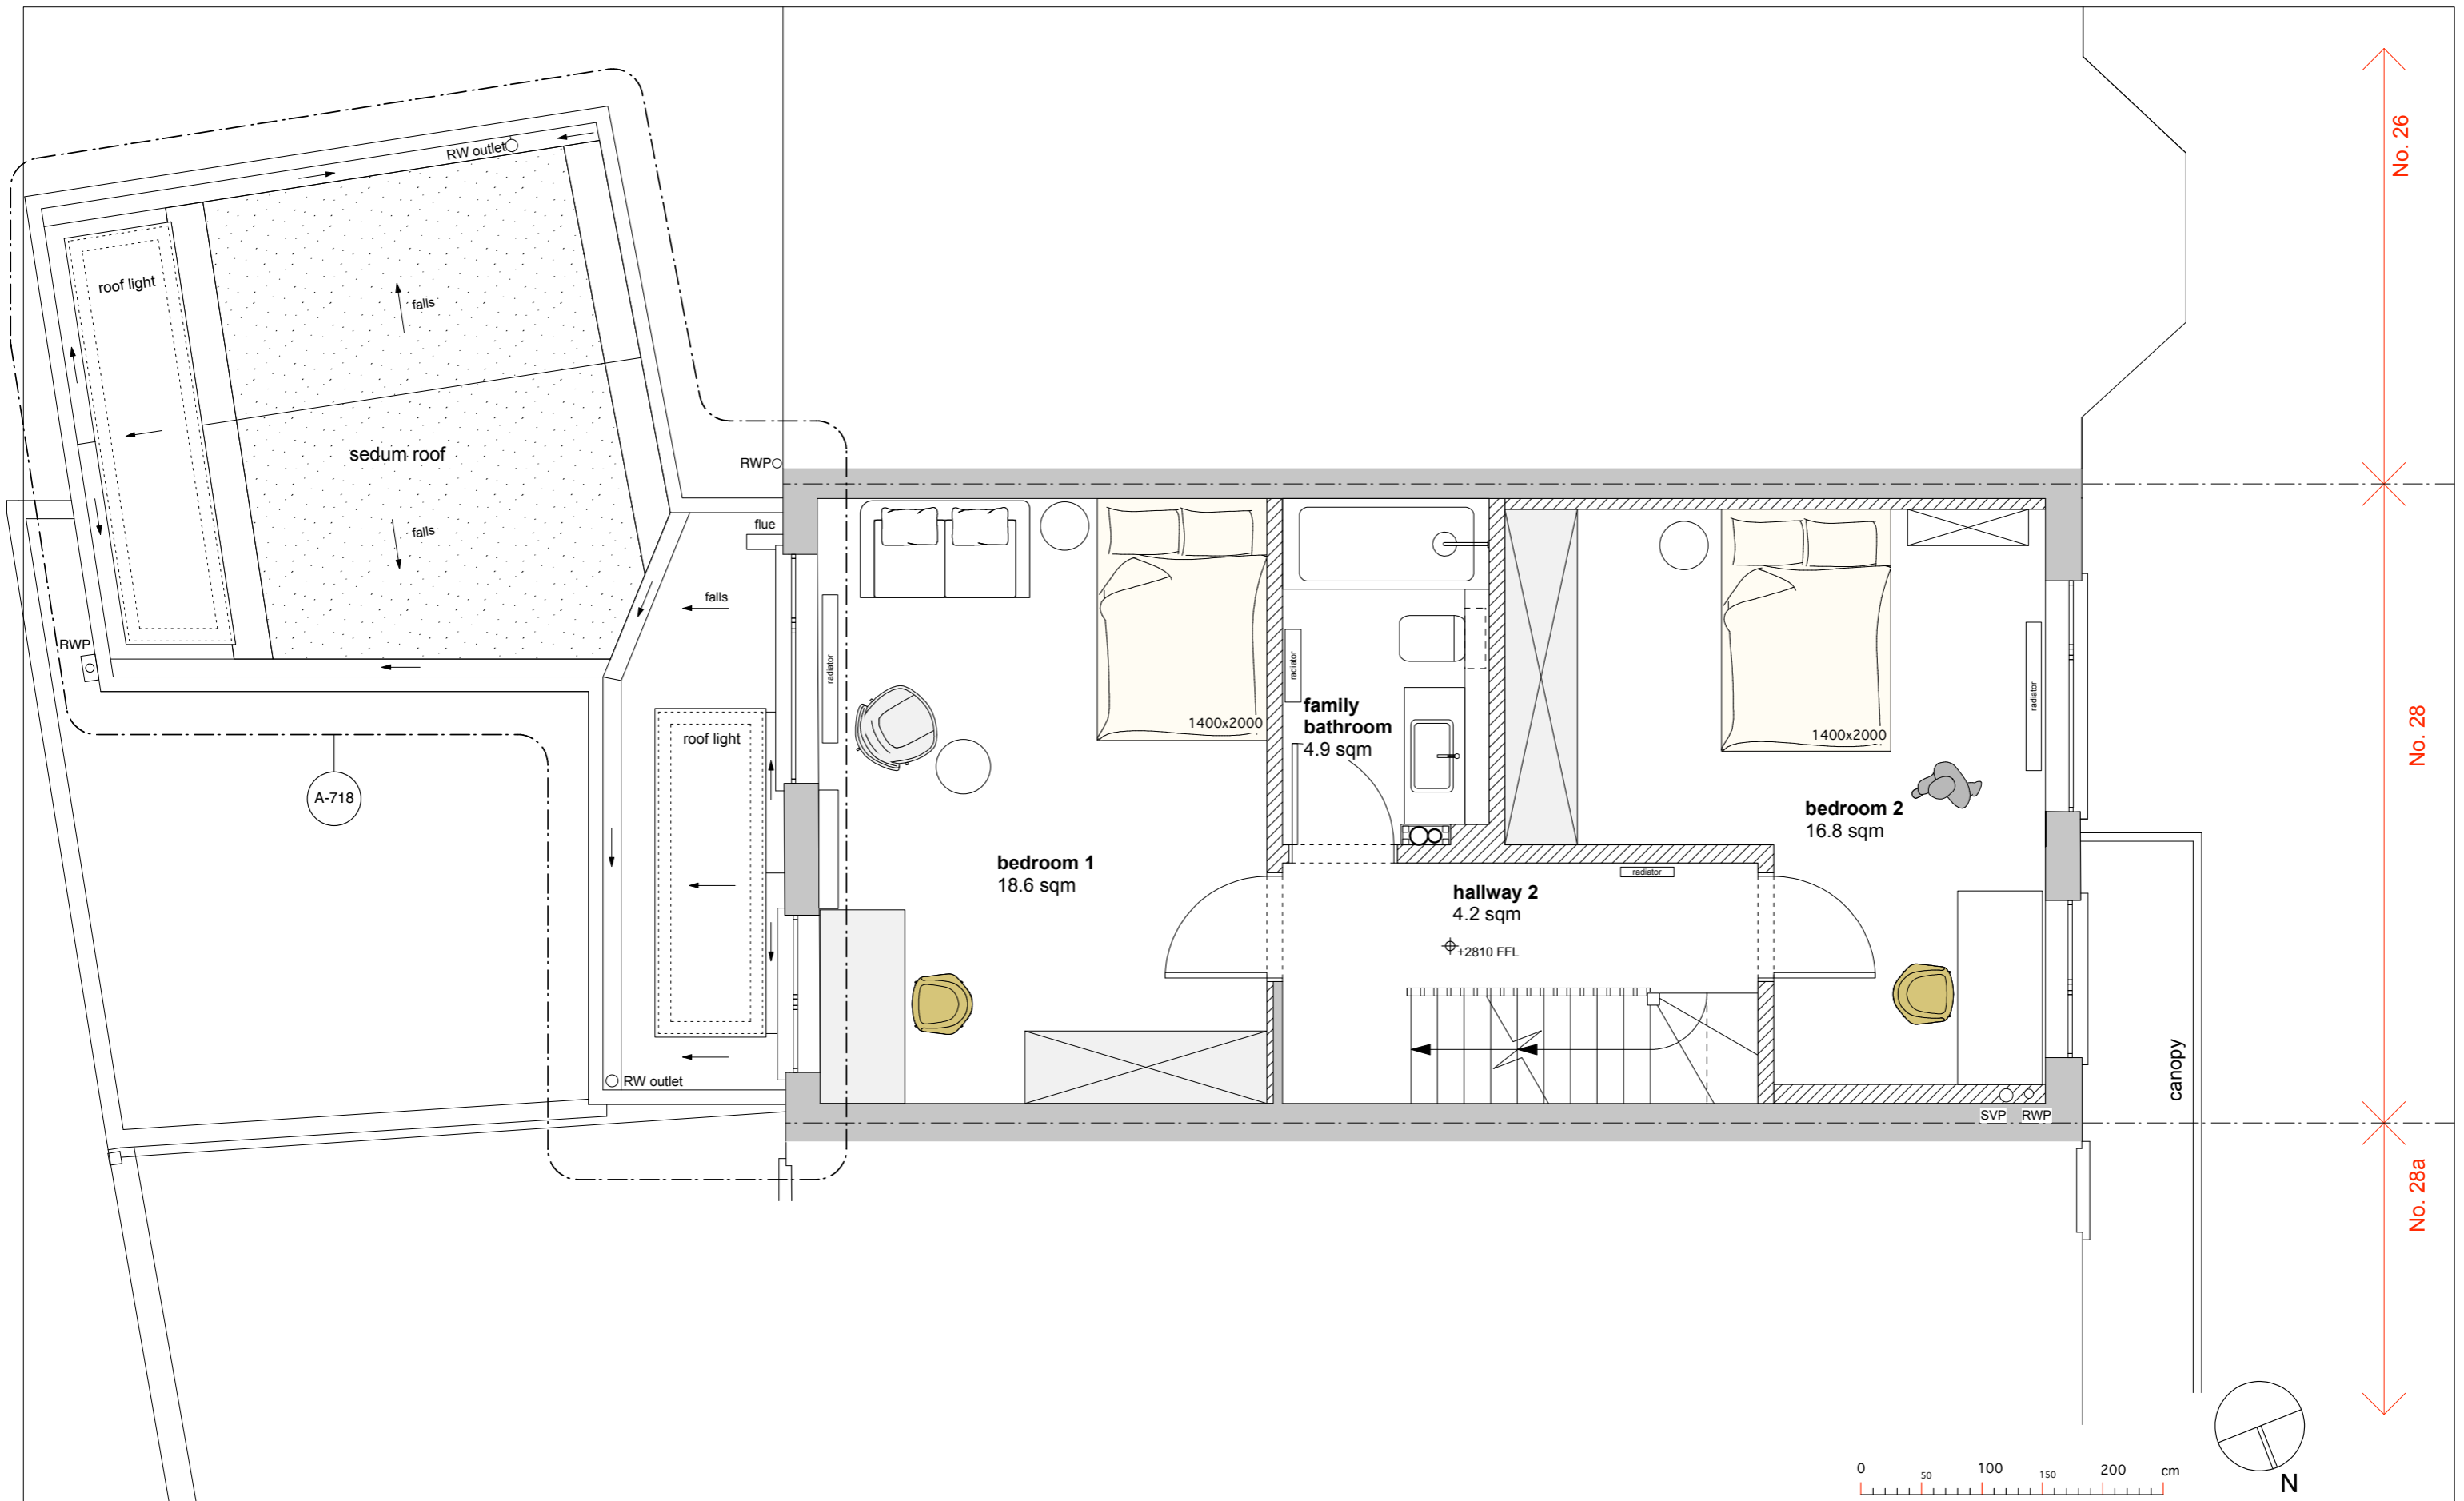 No. 26
RW outlet
roof light
falls
sedum roof
RWP
flue
falls
falls
RWP
radiator
radiator
radiator
family
bathroom
4.9 sqm
1400x2000
1400x2000
No. 28
roof light
A-718
bedroom 2
16.8 sqm
bedroom 1
18.6 sqm
radiator
hallway 2
4.2 sqm
+2810 FFL
RW outlet
canopy
SVP RWP
No. 28a
0 50 100 150 200 cm
N